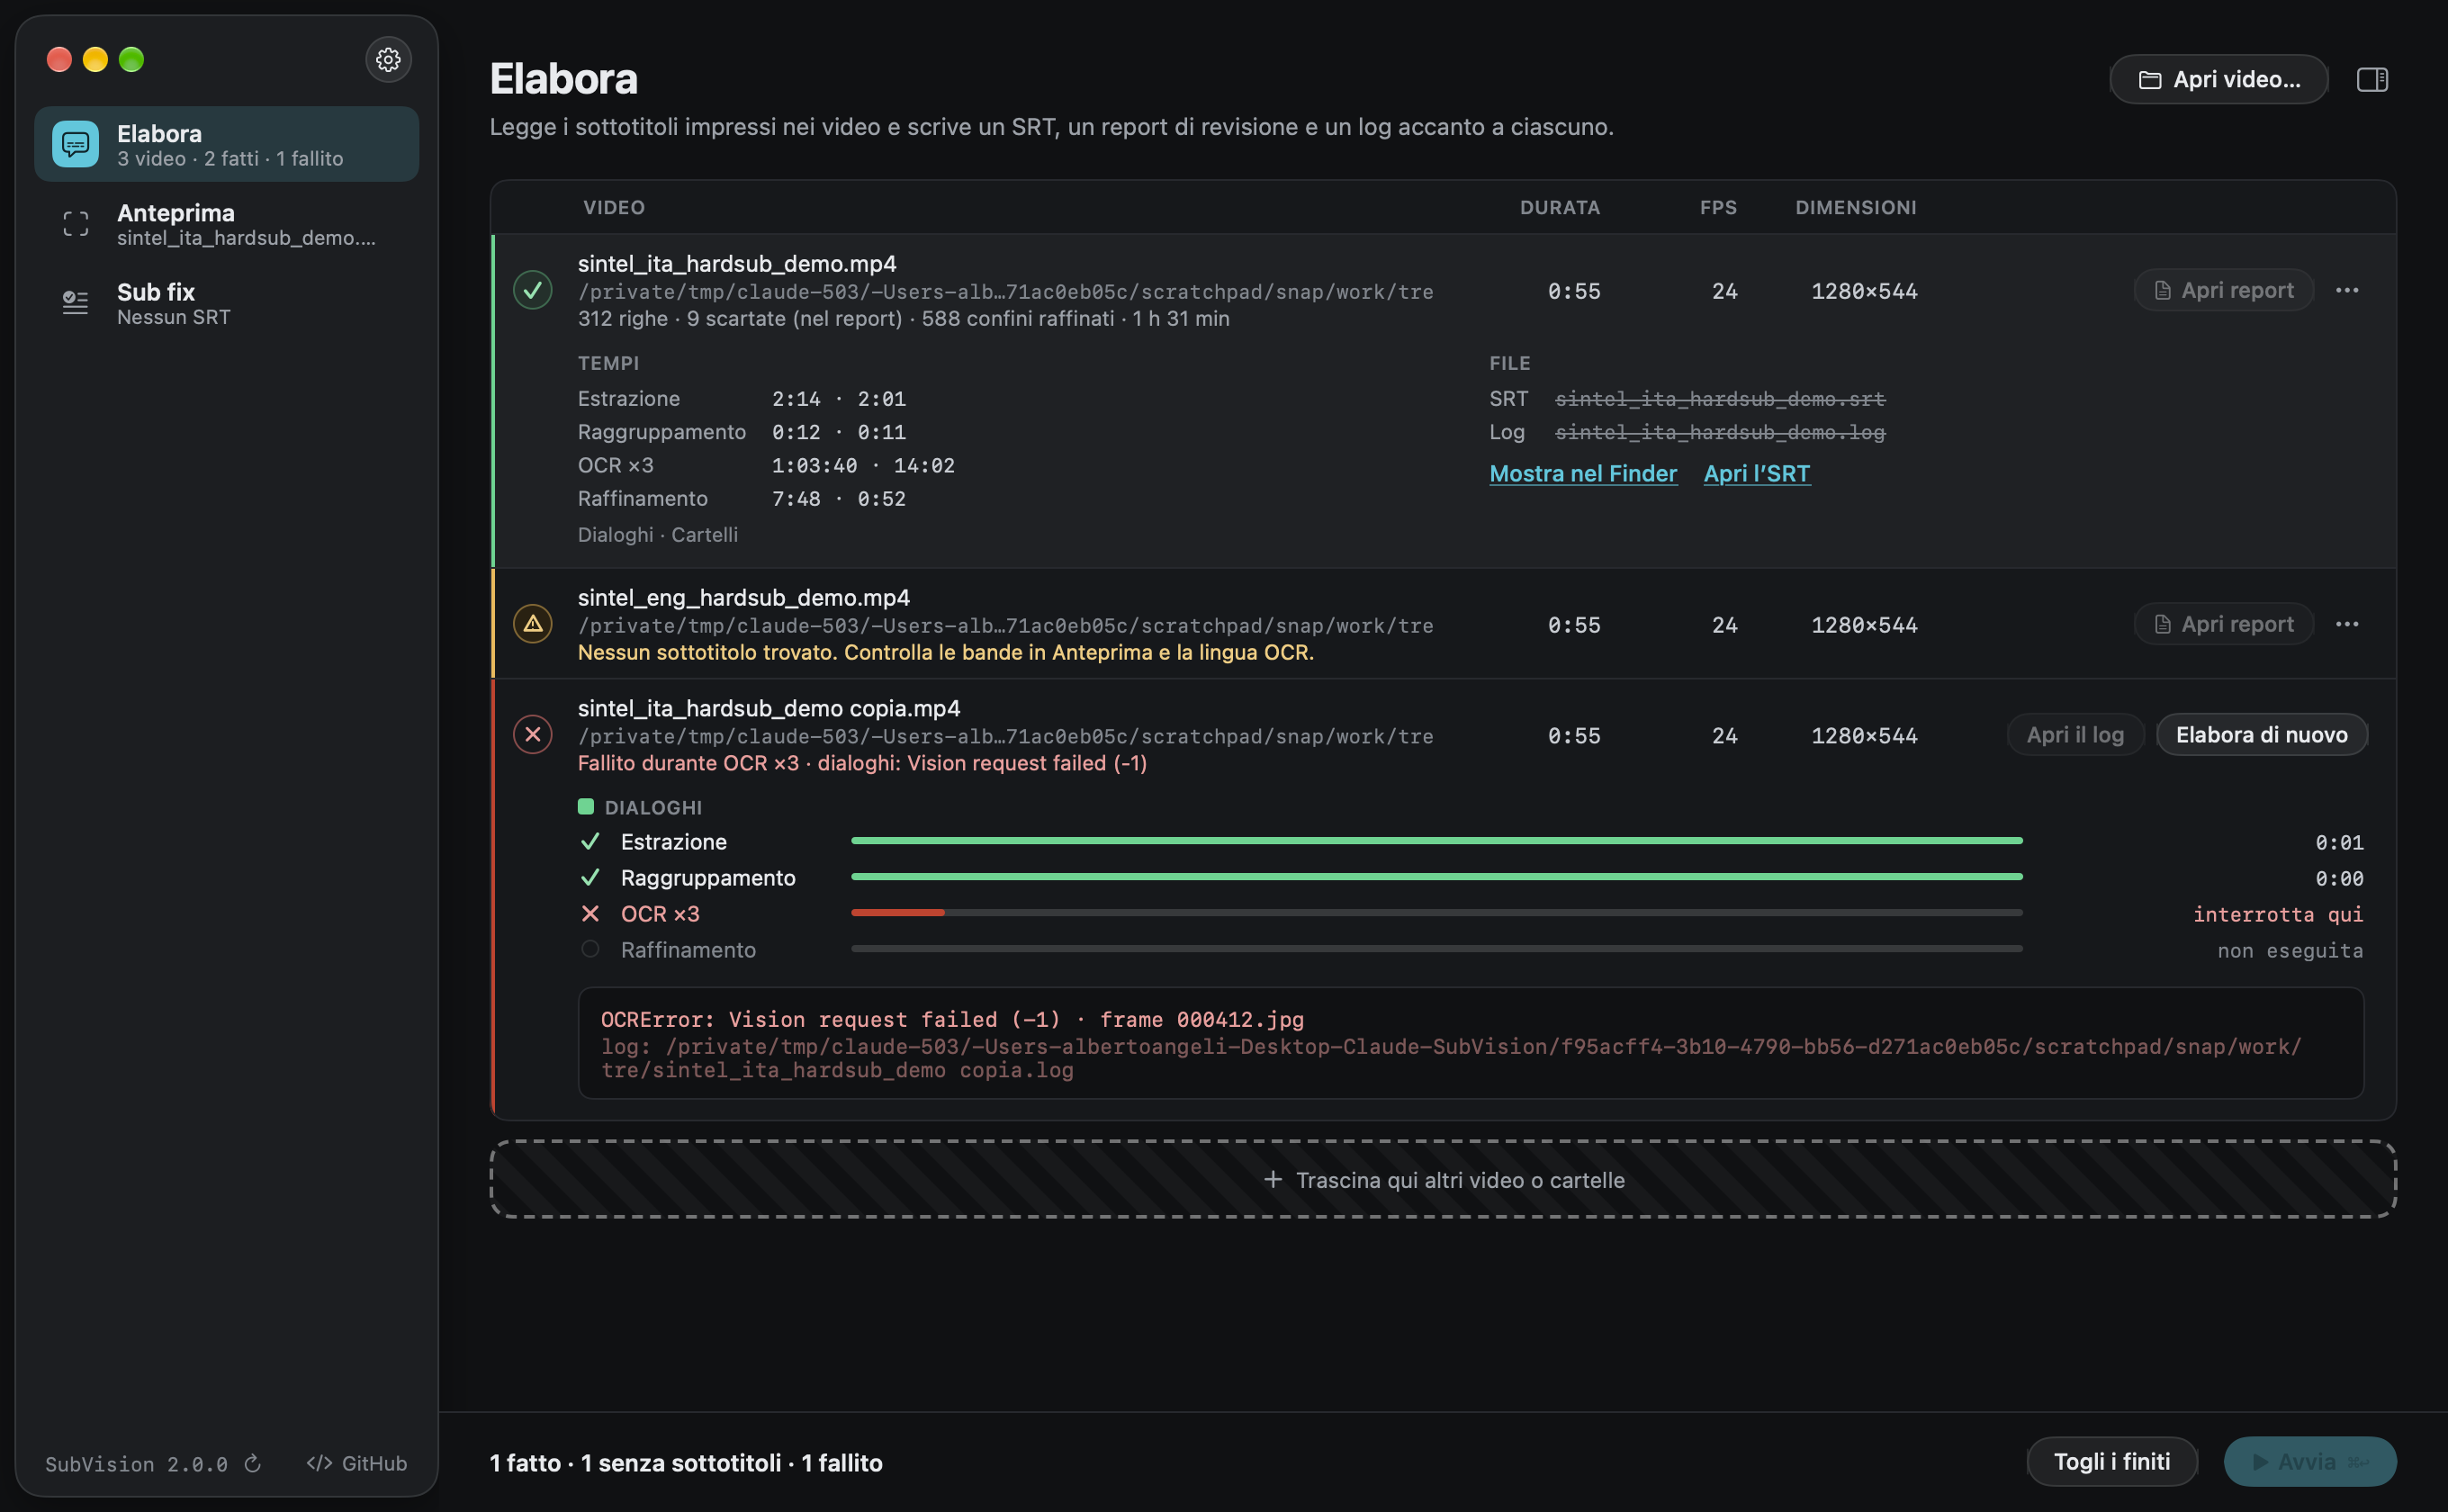 Elabora
3 video · 2 fatti · 1 fallito
Anteprima
sintel_ita_hardsub_demo....
Sub fix
Nessun SRT
SubVision 2.0.0
</> GitHub
Elabora
Apri video...
Legge i sottotitoli impressi nei video e scrive un SRT, un report di revisione e un log accanto a ciascuno.
VIDEO DURATA FPS DIMENSIONI
sintel_ita_hardsub_demo.mp4
/private/tmp/claude-503/-Users-alb…71ac0eb05c/scratchpad/snap/work/tre 0:55 24 1280×544 Apri report
312 righe · 9 scartate (nel report) · 588 confini raffinati · 1 h 31 min
TEMPI
Estrazione 2:14 · 2:01
Raggruppamento 0:12 · 0:11
OCR ×3 1:03:40 · 14:02
Raffinamento 7:48 · 0:52
Dialoghi · Cartelli
FILE
SRT sintel_ita_hardsub_demo.srt
Log sintel_ita_hardsub_demo.log
Mostra nel Finder Apri l’SRT
sintel_eng_hardsub_demo.mp4
/private/tmp/claude-503/-Users-alb…71ac0eb05c/scratchpad/snap/work/tre 0:55 24 1280×544 Apri report
Nessun sottotitolo trovato. Controlla le bande in Anteprima e la lingua OCR.
sintel_ita_hardsub_demo copia.mp4
/private/tmp/claude-503/-Users-alb…71ac0eb05c/scratchpad/snap/work/tre 0:55 24 1280×544 Apri il log Elabora di nuovo
Fallito durante OCR ×3 · dialoghi: Vision request failed (-1)
DIALOGHI
Estrazione 0:01
Raggruppamento 0:00
OCR ×3 interrotta qui
Raffinamento non eseguita
OCRError: Vision request failed (-1) · frame 000412.jpg
log: /private/tmp/claude-503/-Users-albertoangeli-Desktop-Claude-SubVision/f95acff4-3b10-4790-bb56-d271ac0eb05c/scratchpad/snap/work/
tre/sintel_ita_hardsub_demo copia.log
+ Trascina qui altri video o cartelle
1 fatto · 1 senza sottotitoli · 1 fallito
Togli i finiti
Avvia ⌘↩